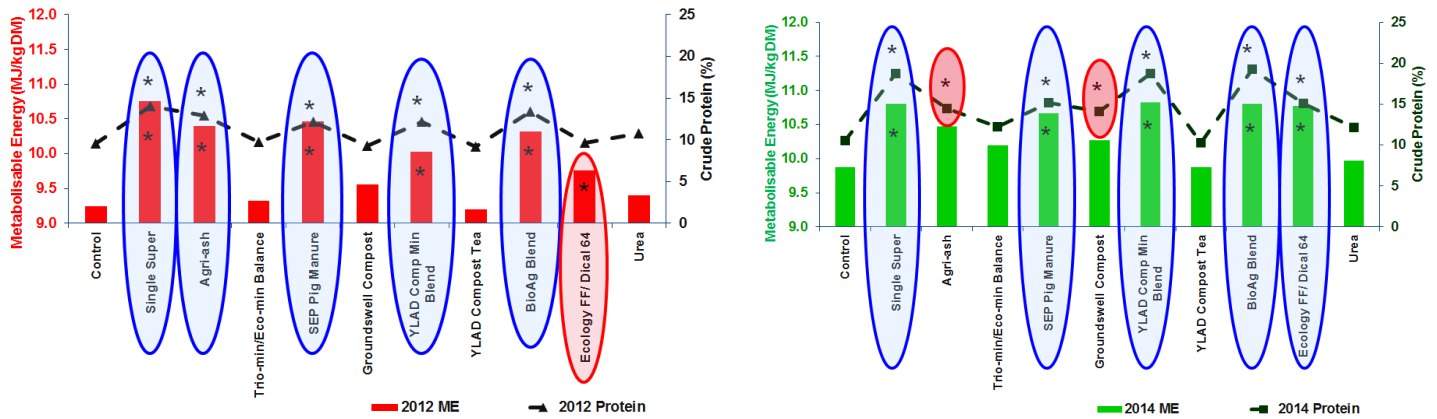 12.0
11.5
11.0
10.5
10.0
9.5
9.0
Metabolisable Energy (MJ/kgDM)
25
20
15
10
5
0
Crude Protein (%)
*
*
*
*
*
*
*
*
*
*
*
Control
Single Super
Agri-ash
Trio-min/Eco-min Balance
SEP Pig Manure
Groundswell Compost
YLAD Comp Min
Blend
YLAD Compost Tea
BioAg Blend
Ecology FF/ Dical 64
Urea
2012 ME
2012 Protein
12.0
11.5
11.0
10.5
10.0
9.5
9.0
Metabolisable Energy (MJ/kgDM)
25
20
15
10
5
0
Crude Protein (%)
*
*
*
*
*
*
*
*
*
*
*
*
Control
Single Super
Agri-ash
Trio-min/Eco-min Balance
SEP Pig Manure
Groundswell Compost
YLAD Comp Min
Blend
YLAD Compost Tea
BioAg Blend
Ecology FF/ Dical 64
Urea
2014 ME
2014 Protein